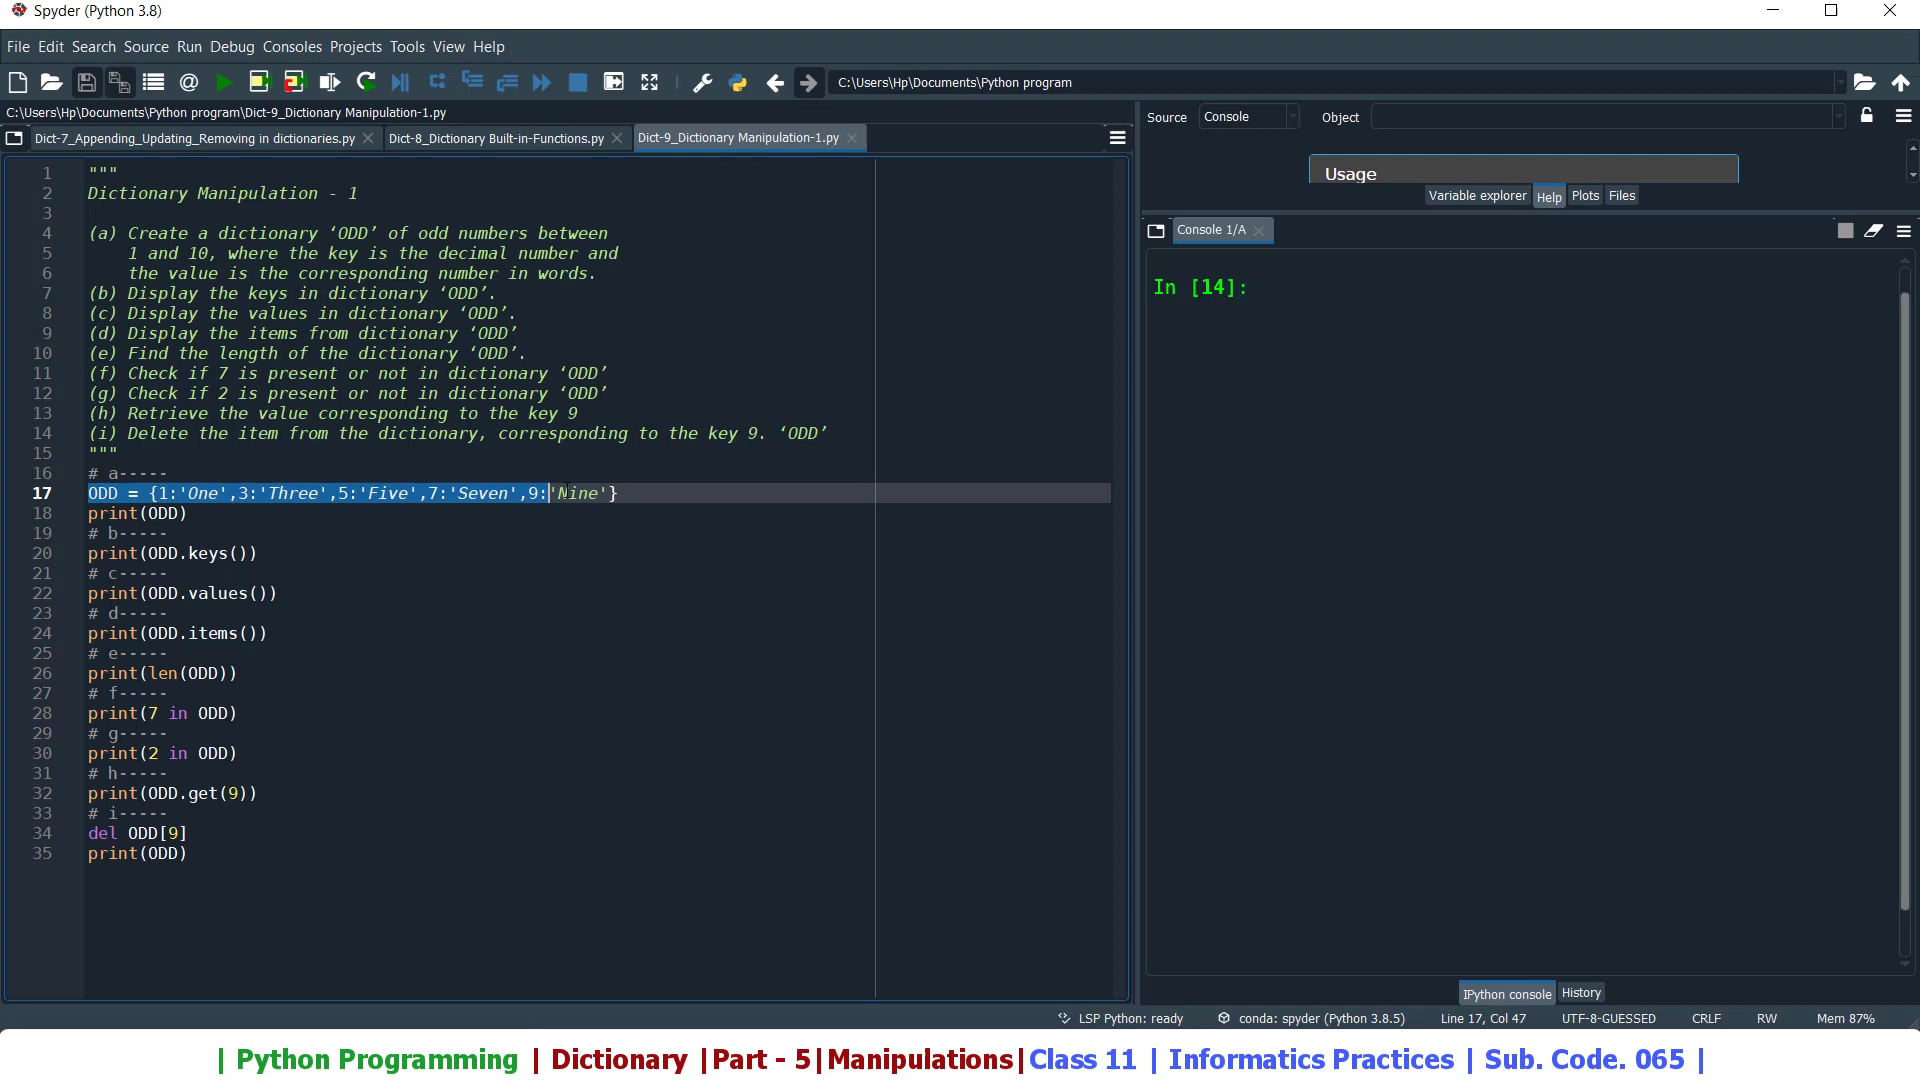 Spyder (Python 3.8)
File Edit Search Source Run Debug Consoles Projects Tools View Help
C:\Users\Hp\Documents\Python program
C:\Users\Hp\Documents\Python program\Dict-9_Dictionary Manipulation-1.py
Dict-7_Appending_Updating_Removing in dictionaries.py Dict-8_Dictionary Built-in-Functions.py Dict-9_Dictionary Manipulation-1.py
1 """
2 Dictionary Manipulation - 1
3
4 (a) Create a dictionary ‘ODD’ of odd numbers between
5 1 and 10, where the key is the decimal number and
6 the value is the corresponding number in words.
7 (b) Display the keys in dictionary ‘ODD’.
8 (c) Display the values in dictionary ‘ODD’.
9 (d) Display the items from dictionary ‘ODD’
10 (e) Find the length of the dictionary ‘ODD’.
11 (f) Check if 7 is present or not in dictionary ‘ODD’
12 (g) Check if 2 is present or not in dictionary ‘ODD’
13 (h) Retrieve the value corresponding to the key 9
14 (i) Delete the item from the dictionary, corresponding to the key 9. ‘ODD’
15 """
16 # a-----
17 ODD = {1:'One',3:'Three',5:'Five',7:'Seven',9:'Nine'}
18 print(ODD)
19 # b-----
20 print(ODD.keys())
21 # c-----
22 print(ODD.values())
23 # d-----
24 print(ODD.items())
25 # e-----
26 print(len(ODD))
27 # f-----
28 print(7 in ODD)
29 # g-----
30 print(2 in ODD)
31 # h-----
32 print(ODD.get(9))
33 # i-----
34 del ODD[9]
35 print(ODD)
Source Console Object
Usage
Variable explorer Help Plots Files
Console 1/A
In [14]:
IPython console History
LSP Python: ready conda: spyder (Python 3.8.5) Line 17, Col 47 UTF-8-GUESSED CRLF RW Mem 87%
| Python Programming | Dictionary |Part - 5|Manipulations|Class 11 | Informatics Practices | Sub. Code. 065 |